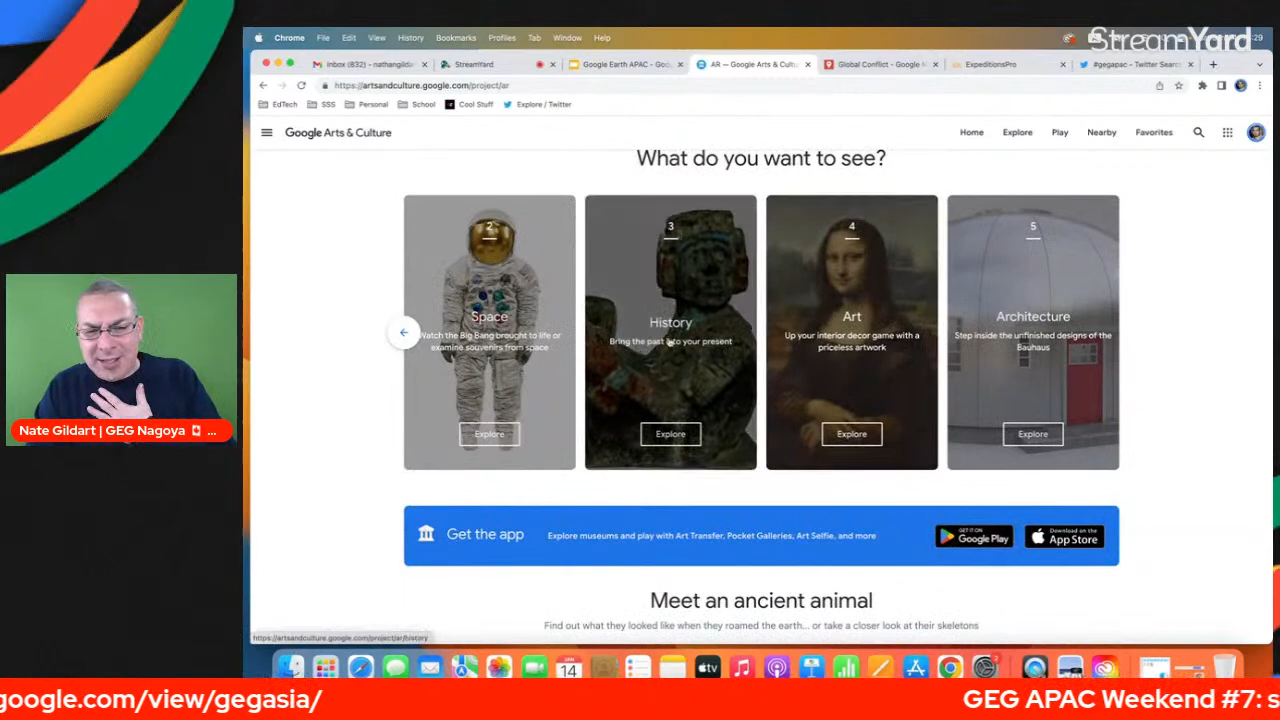 StreamYard
Chrome File Edit View History Bookmarks Profiles Tab Window Help
Inbox (832) - nathangildar
StreamYard
Google Earth APAC - Goo
AR — Google Arts & Cultu
Global Conflict - Google M
ExpeditionsPro
#gegapac - Twitter Searc
https://artsandculture.google.com/project/ar
EdTech SSS Personal School Cool Stuff Explore / Twitter
Google Arts & Culture
Home Explore Play Nearby Favorites
What do you want to see?
2
Space
Watch the Big Bang brought to life or
examine souvenirs from space
Explore
3
History
Bring the past to your present
Explore
4
Art
Up your interior decor game with a
priceless artwork
Explore
5
Architecture
Step inside the unfinished designs of the
Bauhaus
Explore
Get the app
Explore museums and play with Art Transfer, Pocket Galleries, Art Selfie, and more
GET IT ON
Google Play
Download on the
App Store
Meet an ancient animal
Find out what they looked like when they roamed the earth... or take a closer look at their skeletons
https://artsandculture.google.com/project/ar/history
Nate Gildart | GEG Nagoya ...
JAN
14
tv
google.com/view/gegasia/
GEG APAC Weekend #7: s